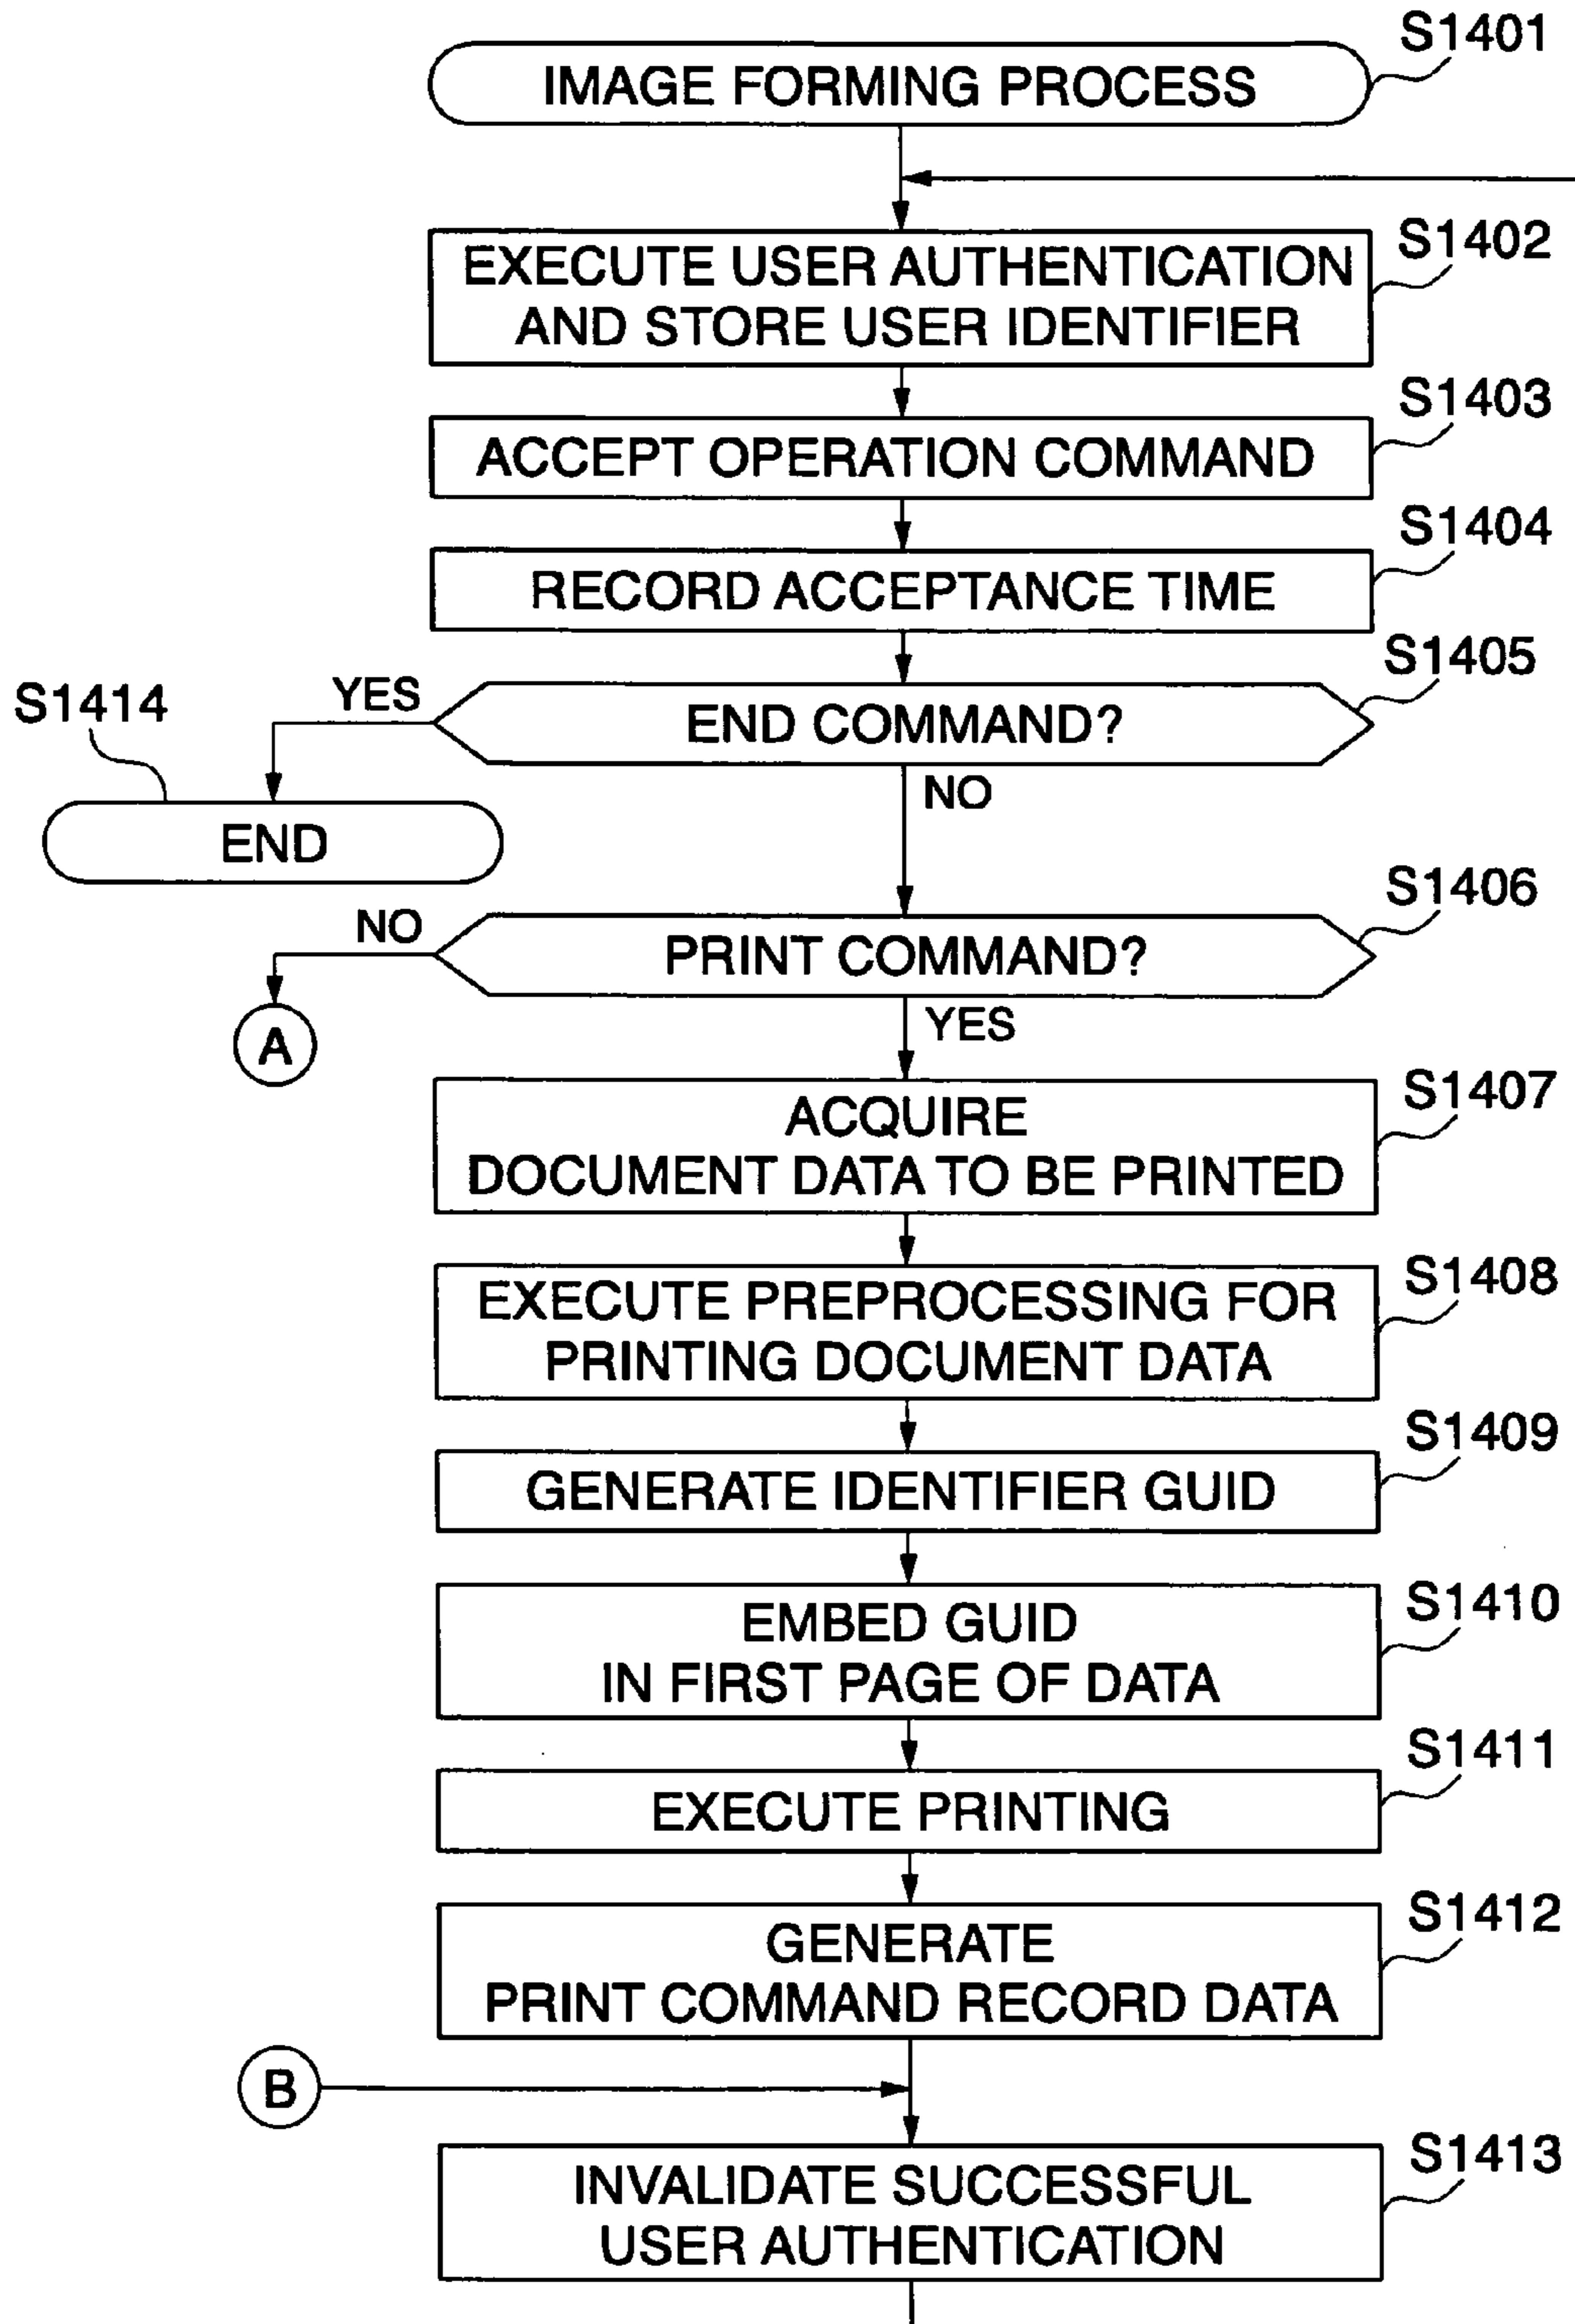 S1401
IMAGE FORMING PROCESS
S1402
EXECUTE USER AUTHENTICATION
AND STORE USER IDENTIFIER
S1403
ACCEPT OPERATION COMMAND
S1404
RECORD ACCEPTANCE TIME
S1405
S1414
YES
END COMMAND?
NO
END
S1406
NO
PRINT COMMAND?
YES
A
S1407
ACQUIRE
DOCUMENT DATA TO BE PRINTED
S1408
EXECUTE PREPROCESSING FOR
PRINTING DOCUMENT DATA
S1409
GENERATE IDENTIFIER GUID
S1410
EMBED GUID
IN FIRST PAGE OF DATA
S1411
EXECUTE PRINTING
S1412
GENERATE
PRINT COMMAND RECORD DATA
B
S1413
INVALIDATE SUCCESSFUL
USER AUTHENTICATION